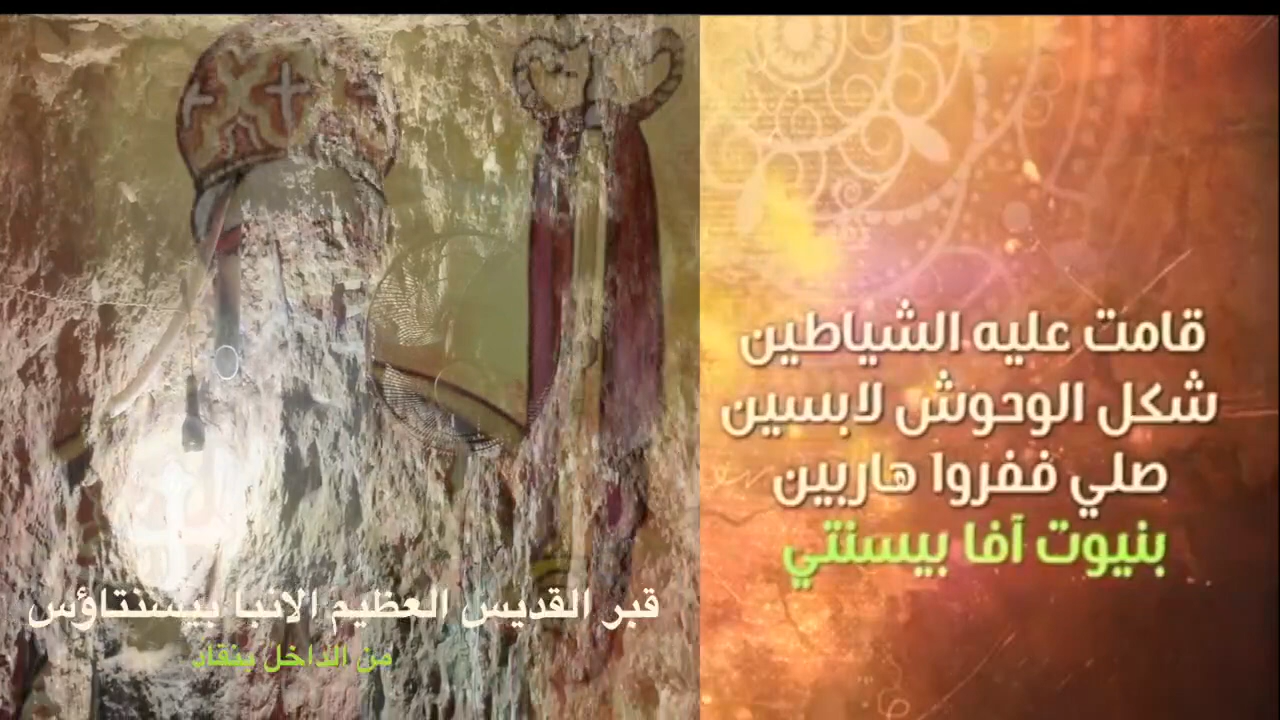 قامت عليه الشياطين
شكل الوحوش لابسين
صلي ففروا هاربين
بنيوت آفا بيسنتي
قبر القديس العظيم الانبا بيسنتاؤس
من الداخل بنقاد